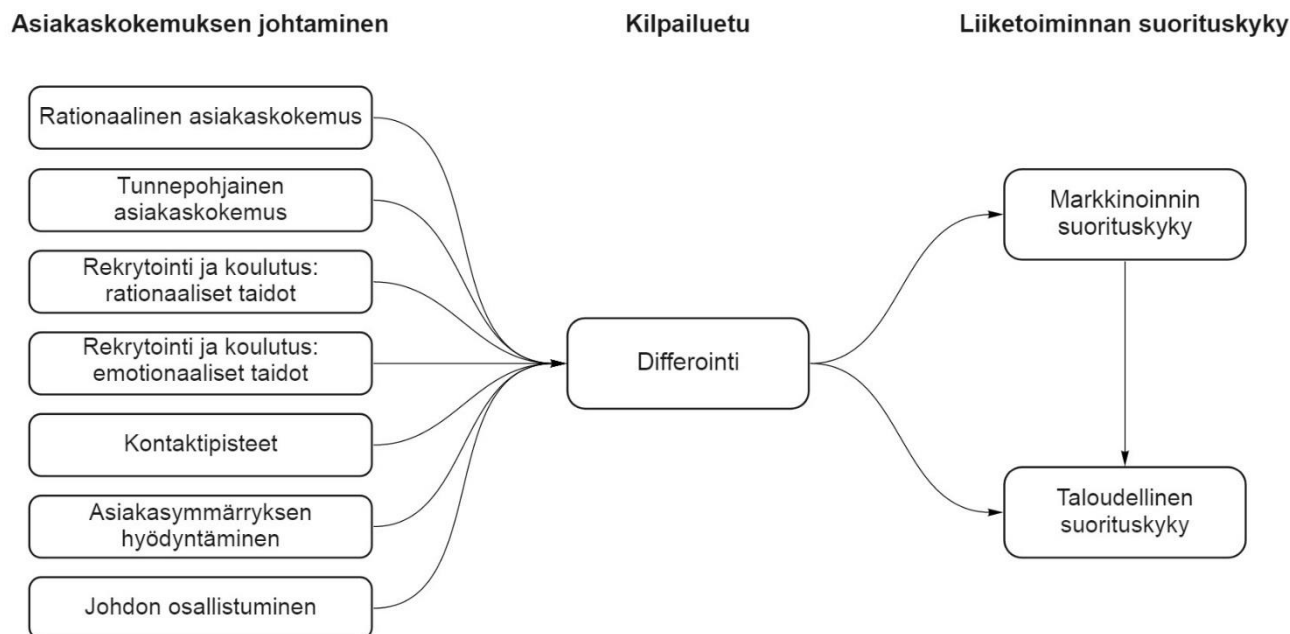 Asiakaskokemuksen johtaminen
Kilpailuetu
Liiketoiminnan suorituskyky
Rationaalinen asiakaskokemus
Tunnepohjainen
asiakaskokemus
Rekrytointi ja koulutus:
rationaaliset taidot
Rekrytointi ja koulutus:
emotionaaliset taidot
Kontaktipisteet
Asiakasymmärryksen
hyödyntäminen
Johdon osallistuminen
Differointi
Markkinoinnin
suorituskyky
Taloudellinen
suorituskyky